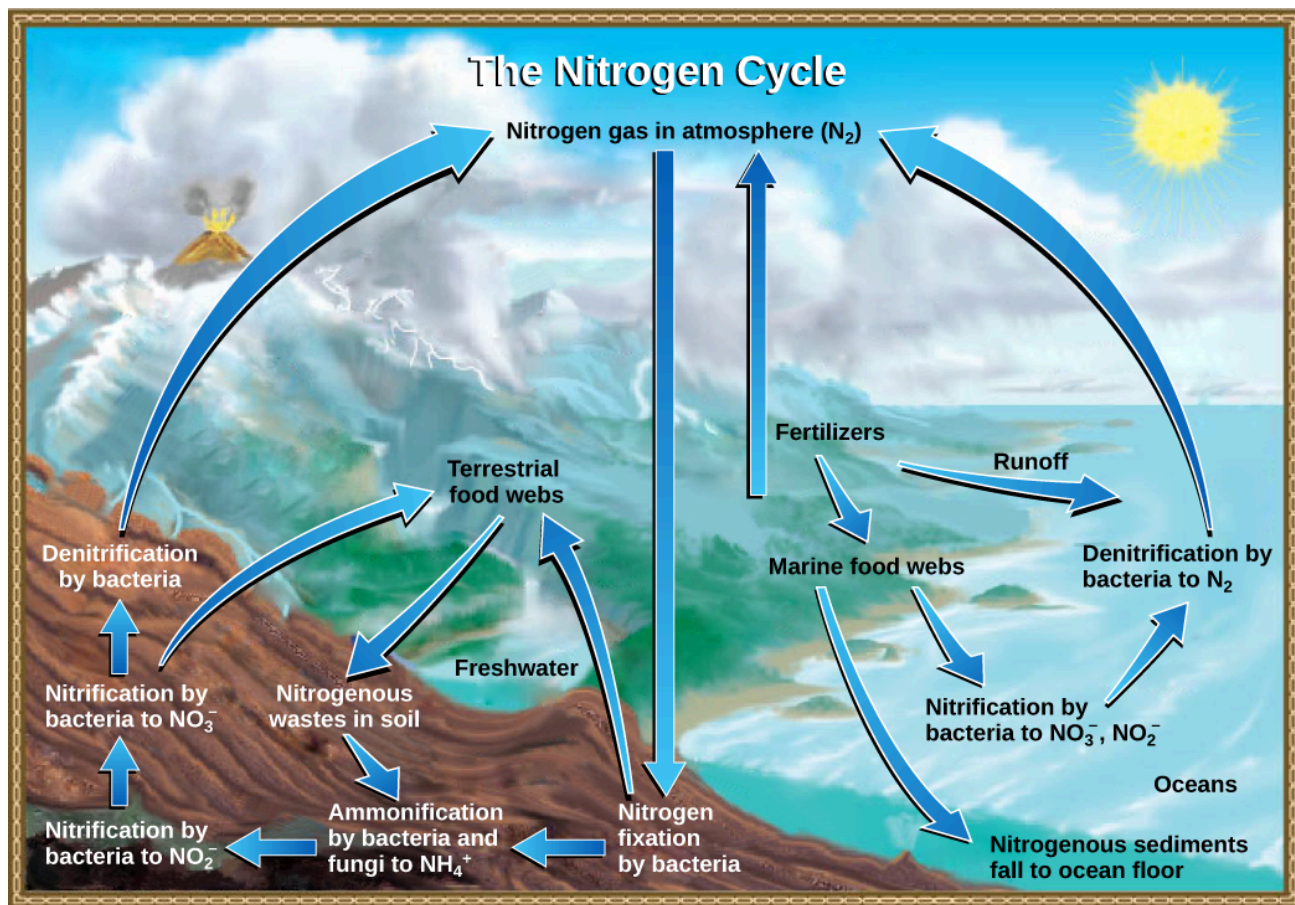 The Nitrogen Cycle
Nitrogen gas in atmosphere (N₂)
Fertilizers
Runoff
Terrestrial
food webs
Denitrification
by bacteria
Marine food webs
Denitrification by
bacteria to N₂
Freshwater
Nitrification by
bacteria to NO₃⁻
Nitrogenous
wastes in soil
Nitrification by
bacteria to NO₃⁻, NO₂⁻
Oceans
Nitrification by
bacteria to NO₂⁻
Ammonification
by bacteria and
fungi to NH₄⁺
Nitrogen
fixation
by bacteria
Nitrogenous sediments
fall to ocean floor